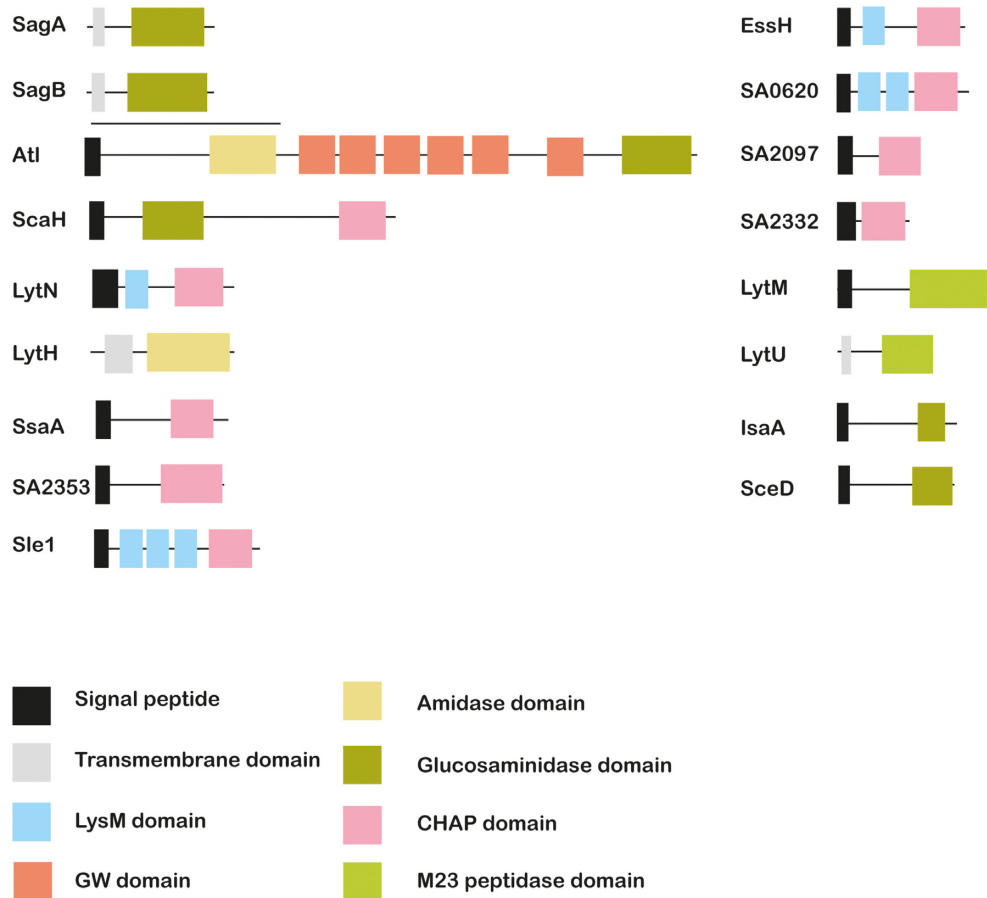 SagA
SagB
Atl
ScaH
LytN
LytH
SsaA
SA2353
Sle1
EssH
SA0620
SA2097
SA2332
LytM
LytU
IsaA
SceD
Signal peptide
Transmembrane domain
LysM domain
GW domain
Amidase domain
Glucosaminidase domain
CHAP domain
M23 peptidase domain